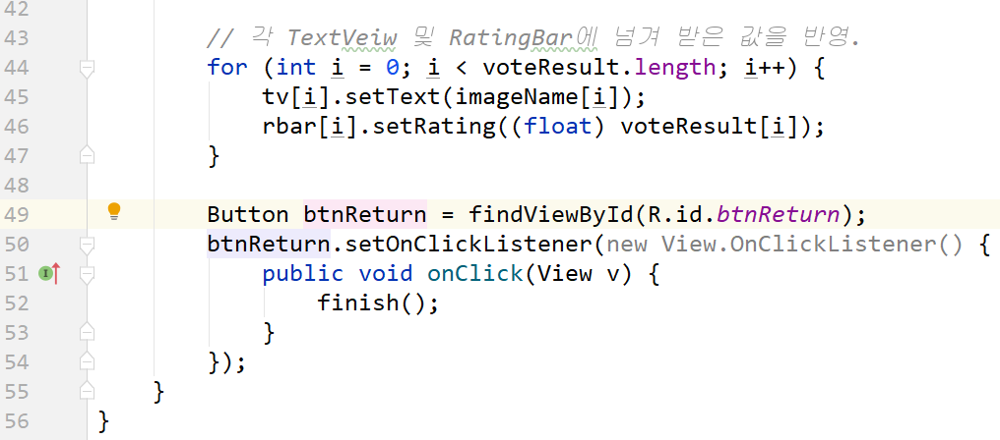 42
43 // 각 TextVeiw 및 RatingBar에 넘겨 받은 값을 반영.
44 for (int i = 0; i < voteResult.length; i++) {
45 tv[i].setText(imageName[i]);
46 rbar[i].setRating((float) voteResult[i]);
47 }
48
49 Button btnReturn = findViewById(R.id.btnReturn);
50 btnReturn.setOnClickListener(new View.OnClickListener() {
51 public void onClick(View v) {
52 finish();
53 }
54 });
55 }
56 }